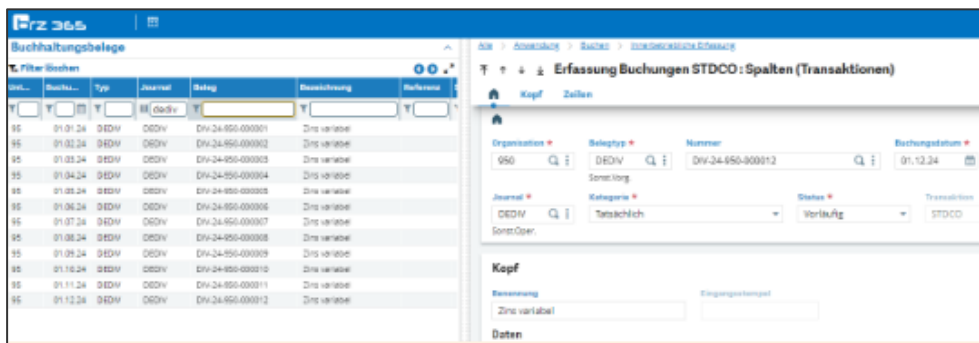 rz 365
Buchhaltungsbelege
Filter löschen
Unt... Buchu... Typ Journal Beleg Bezeichnung Referenz
dediv
95 01.01.24 DEDIV DEDIV DIV-24-950-000001 Zins variabel
95 01.02.24 DEDIV DEDIV DIV-24-950-000002 Zins variabel
95 01.03.24 DEDIV DEDIV DIV-24-950-000003 Zins variabel
95 01.04.24 DEDIV DEDIV DIV-24-950-000004 Zins variabel
95 01.05.24 DEDIV DEDIV DIV-24-950-000005 Zins variabel
95 01.06.24 DEDIV DEDIV DIV-24-950-000006 Zins variabel
95 01.07.24 DEDIV DEDIV DIV-24-950-000007 Zins variabel
95 01.08.24 DEDIV DEDIV DIV-24-950-000008 Zins variabel
95 01.09.24 DEDIV DEDIV DIV-24-950-000009 Zins variabel
95 01.10.24 DEDIV DEDIV DIV-24-950-000010 Zins variabel
95 01.11.24 DEDIV DEDIV DIV-24-950-000011 Zins variabel
95 01.12.24 DEDIV DEDIV DIV-24-950-000012 Zins variabel
Alle > Anwendung > Buchen > Innerbetriebliche Erfassung
Erfassung Buchungen STDCO : Spalten (Transaktionen)
Kopf Zeilen
Organisation * Belegtyp * Nummer Buchungsdatum *
950 DEDIV DIV-24-950-000012 01.12.24
Sonst.Vorg.
Journal * Kategorie * Status * Transaktion
DEDIV Tatsächlich Vorläufig STDCO
Sonst.Oper.
Kopf
Benennung Eingangsstempel
Zins variabel
Daten